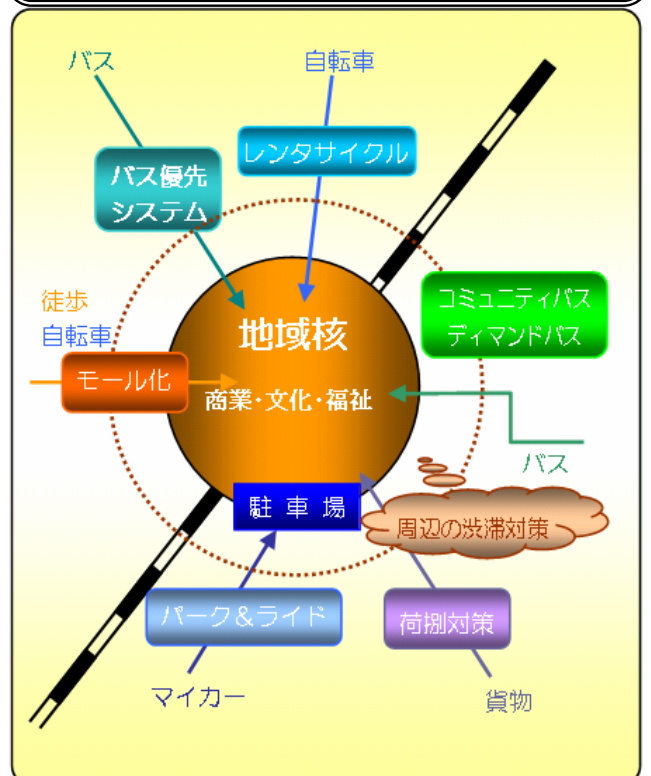 バス
自転車
レンタサイクル
バス優先
システム
コミュニティバス
ディマンドバス
徒歩
自転車
モール化
地域核
商業・文化・福祉
バス
駐車場
周辺の渋滞対策
パーク&ライド
荷捌対策
マイカー
貨物